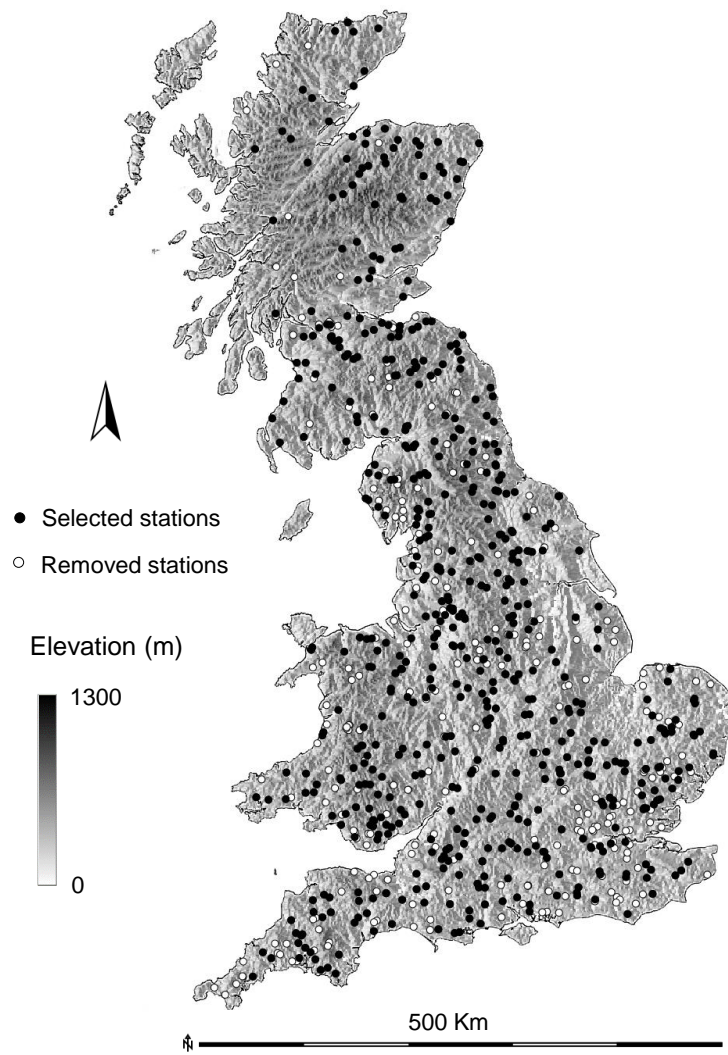 Selected stations
Removed stations
Elevation (m)
1300
0
500 Km
N